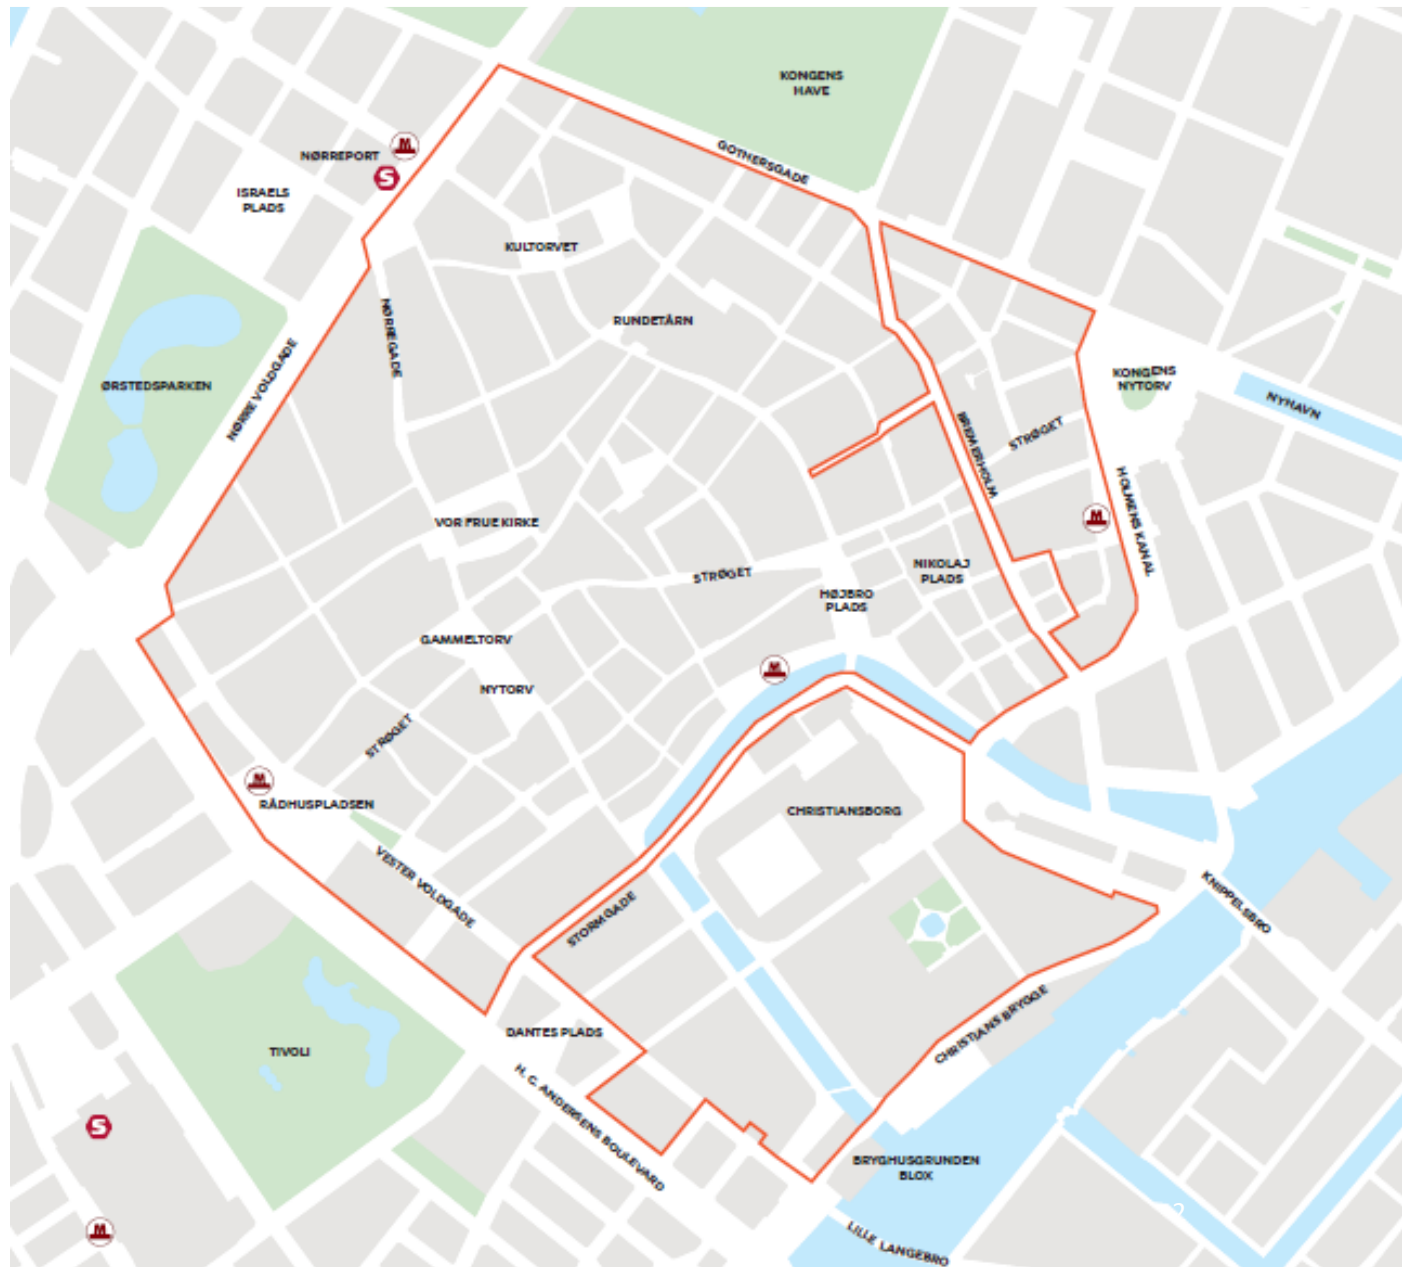 KONGENS
HAVE
GOTHERSGADE
NØRREPORT
M
S
ISRAELS
PLADS
KULTORVET
RUNDETÅRN
NØRREGADE
ØRSTEDSPARKEN
NØRRE VOLDGADE
KONGENS
NYTORV
NYHAVN
STRØGET
BREMERHOLM
HOLMENS KANAL
M
VOR FRUE KIRKE
STRØGET
NIKOLAJ
PLADS
HØJBRO
PLADS
GAMMELTORV
M
NYTORV
STRØGET
M
RÅDHUSPLADSEN
CHRISTIANSBORG
VESTER VOLDGADE
STORMGADE
KNIPPELSBRO
DANTES PLADS
CHRISTIANS BRYGGE
TIVOLI
H. C. ANDERSENS BOULEVARD
S
BRYGHUSGRUNDEN
BLOX
M
LILLE LANGEBRO
2